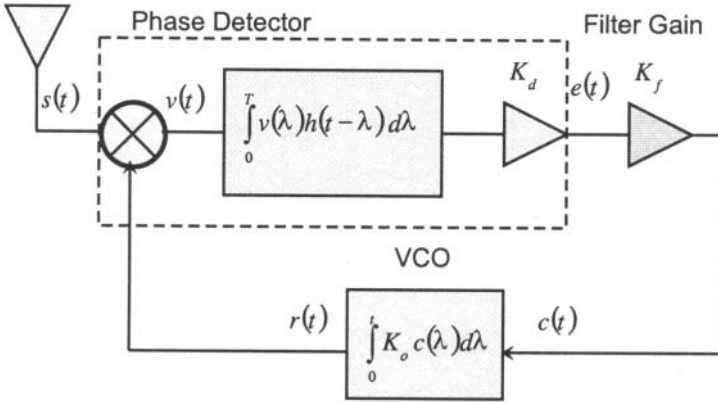 Phase Detector
Filter Gain
s(t)
v(t)
∫₀ᵀ v(λ)h(t−λ) dλ
K_d
e(t)
K_f
VCO
r(t)
∫₀ᵗ K_o c(λ)dλ
c(t)